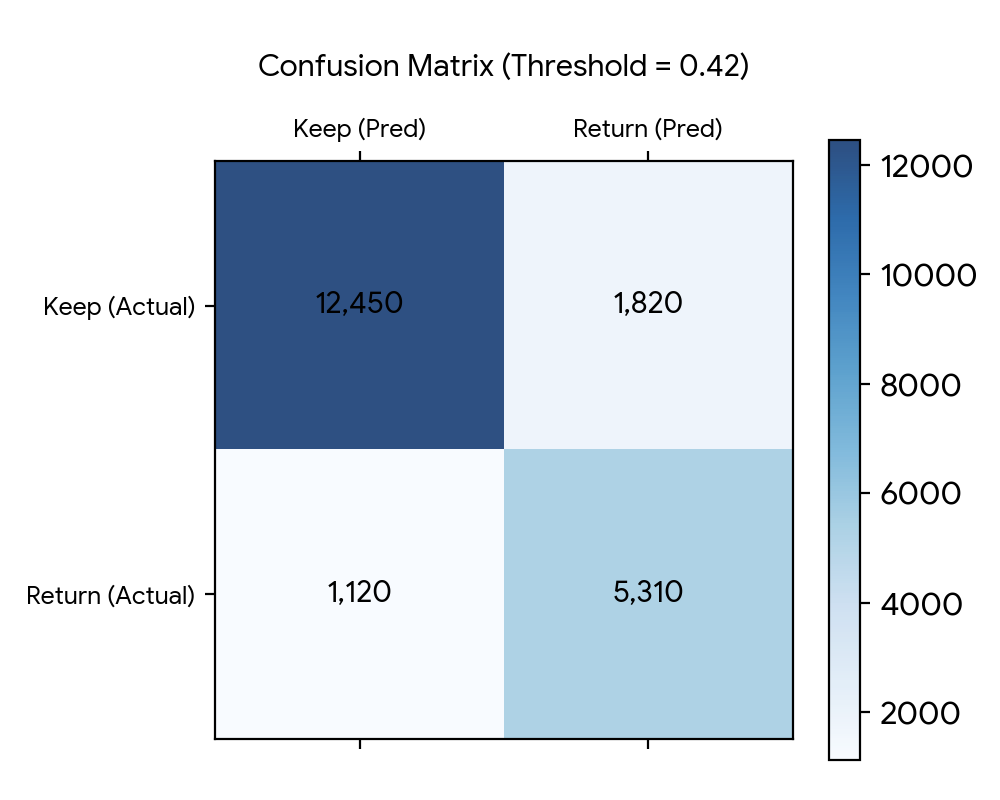 Confusion Matrix (Threshold = 0.42)
Keep (Pred)
Return (Pred)
Keep (Actual)
12,450
1,820
Return (Actual)
1,120
5,310
12000
10000
8000
6000
4000
2000